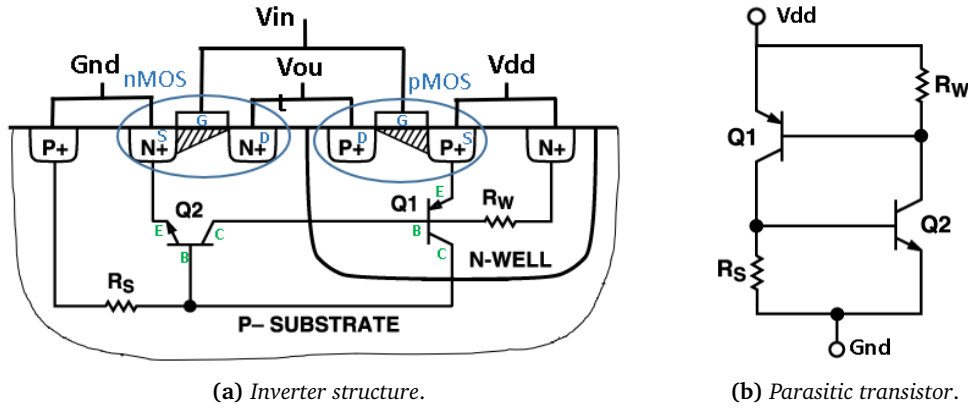 Vin
Gnd
nMOS
Vou
t
pMOS
Vdd
P+
N+
S
G
N+
D
P+
D
G
P+
S
N+
Q2
E
C
B
Q1
E
B
C
RW
N-WELL
RS
P– SUBSTRATE
(a) Inverter structure.
Vdd
RW
Q1
Q2
RS
Gnd
(b) Parasitic transistor.